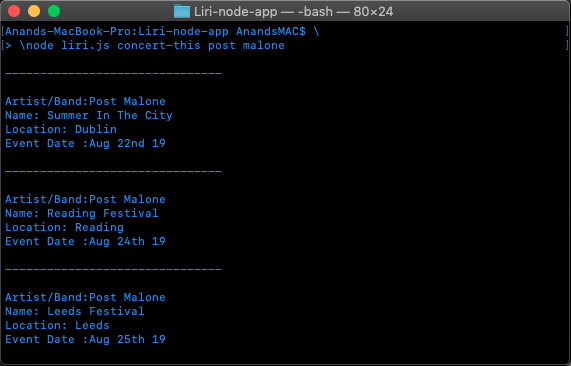 Liri-node-app — -bash — 80×24
[Anands-MacBook-Pro:Liri-node-app AnandsMAC$ \ ]
[> \node liri.js concert-this post malone ]
_______________________________
Artist/Band:Post Malone
Name: Summer In The City
Location: Dublin
Event Date :Aug 22nd 19
_______________________________
Artist/Band:Post Malone
Name: Reading Festival
Location: Reading
Event Date :Aug 24th 19
_______________________________
Artist/Band:Post Malone
Name: Leeds Festival
Location: Leeds
Event Date :Aug 25th 19